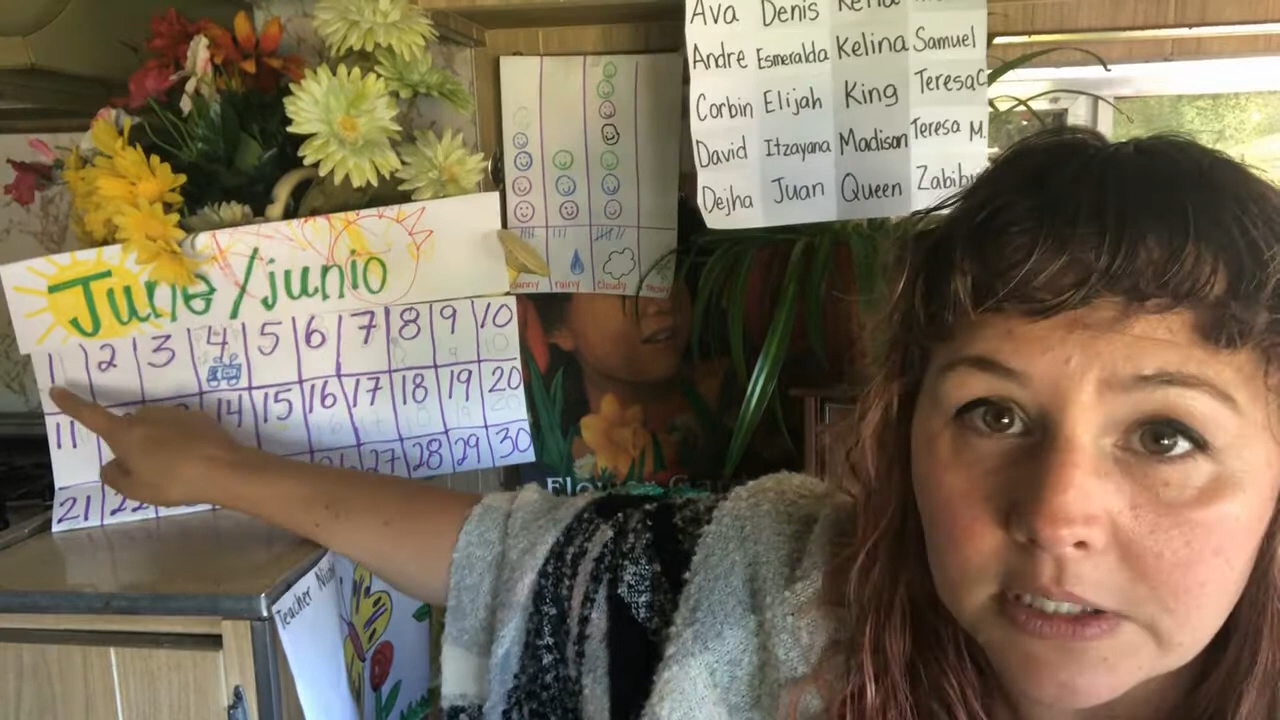 Ava Denis
Andre Esmeralda Kelina Samuel
Corbin Elijah King Teresa C
David Itzayana Madison Teresa M.
Dejha Juan Queen
rainy cloudy
June/junio
1 2 3 4 5 6 7 8 9 10
11 14 15 16 17 18 19 20
21 22 27 28 29 30
Teacher